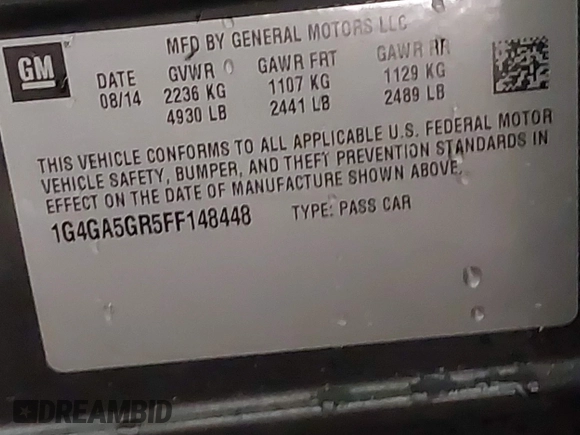 MFD BY GENERAL MOTORS LLC
GM
DATE GVWR GAWR FRT GAWR RR
08/14 2236 KG 1107 KG 1129 KG
4930 LB 2441 LB 2489 LB
THIS VEHICLE CONFORMS TO ALL APPLICABLE U.S. FEDERAL MOTOR
VEHICLE SAFETY, BUMPER, AND THEFT PREVENTION STANDARDS IN
EFFECT ON THE DATE OF MANUFACTURE SHOWN ABOVE.
1G4GA5GR5FF148448 TYPE: PASS CAR
DREAMBID